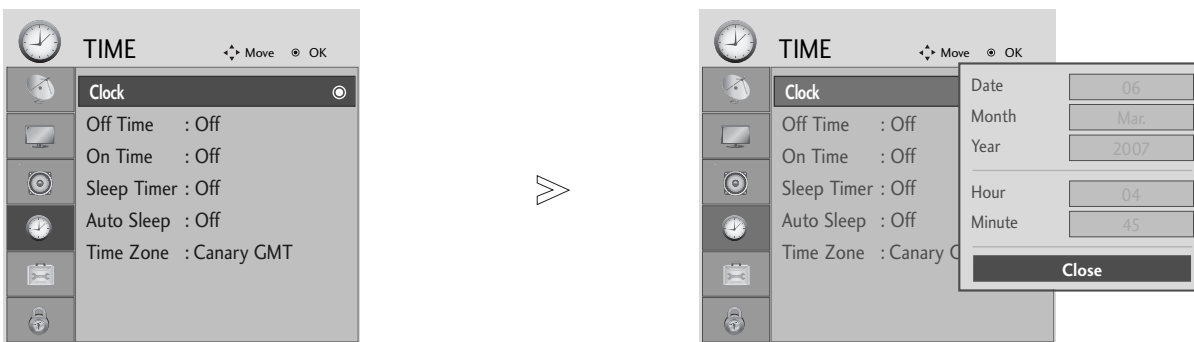 TIME Move OK
Clock
Off Time : Off
On Time : Off
Sleep Timer : Off
Auto Sleep : Off
Time Zone : Canary GMT
TIME Move OK
Clock
Off Time : Off
On Time : Off
Sleep Timer : Off
Auto Sleep : Off
Time Zone : Canary
Date 06
Month Mar.
Year 2007
Hour 04
Minute 45
Close